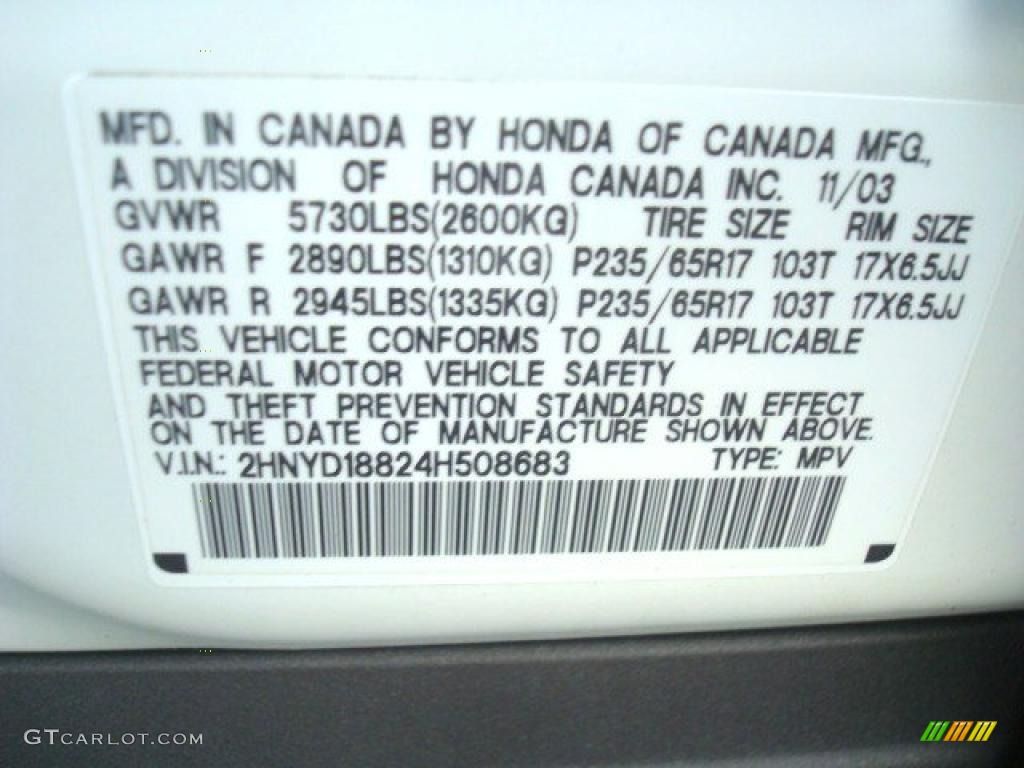 MFD. IN CANADA BY HONDA OF CANADA MFG.,
A DIVISION OF HONDA CANADA INC. 11/03
GVWR 5730LBS(2600KG) TIRE SIZE RIM SIZE
GAWR F 2890LBS(1310KG) P235/65R17 103T 17X6.5JJ
GAWR R 2945LBS(1335KG) P235/65R17 103T 17X6.5JJ
THIS VEHICLE CONFORMS TO ALL APPLICABLE
FEDERAL MOTOR VEHICLE SAFETY
AND THEFT PREVENTION STANDARDS IN EFFECT
ON THE DATE OF MANUFACTURE SHOWN ABOVE.
V.I.N.: 2HNYD18824H508683 TYPE: MPV
GTCARLOT.COM